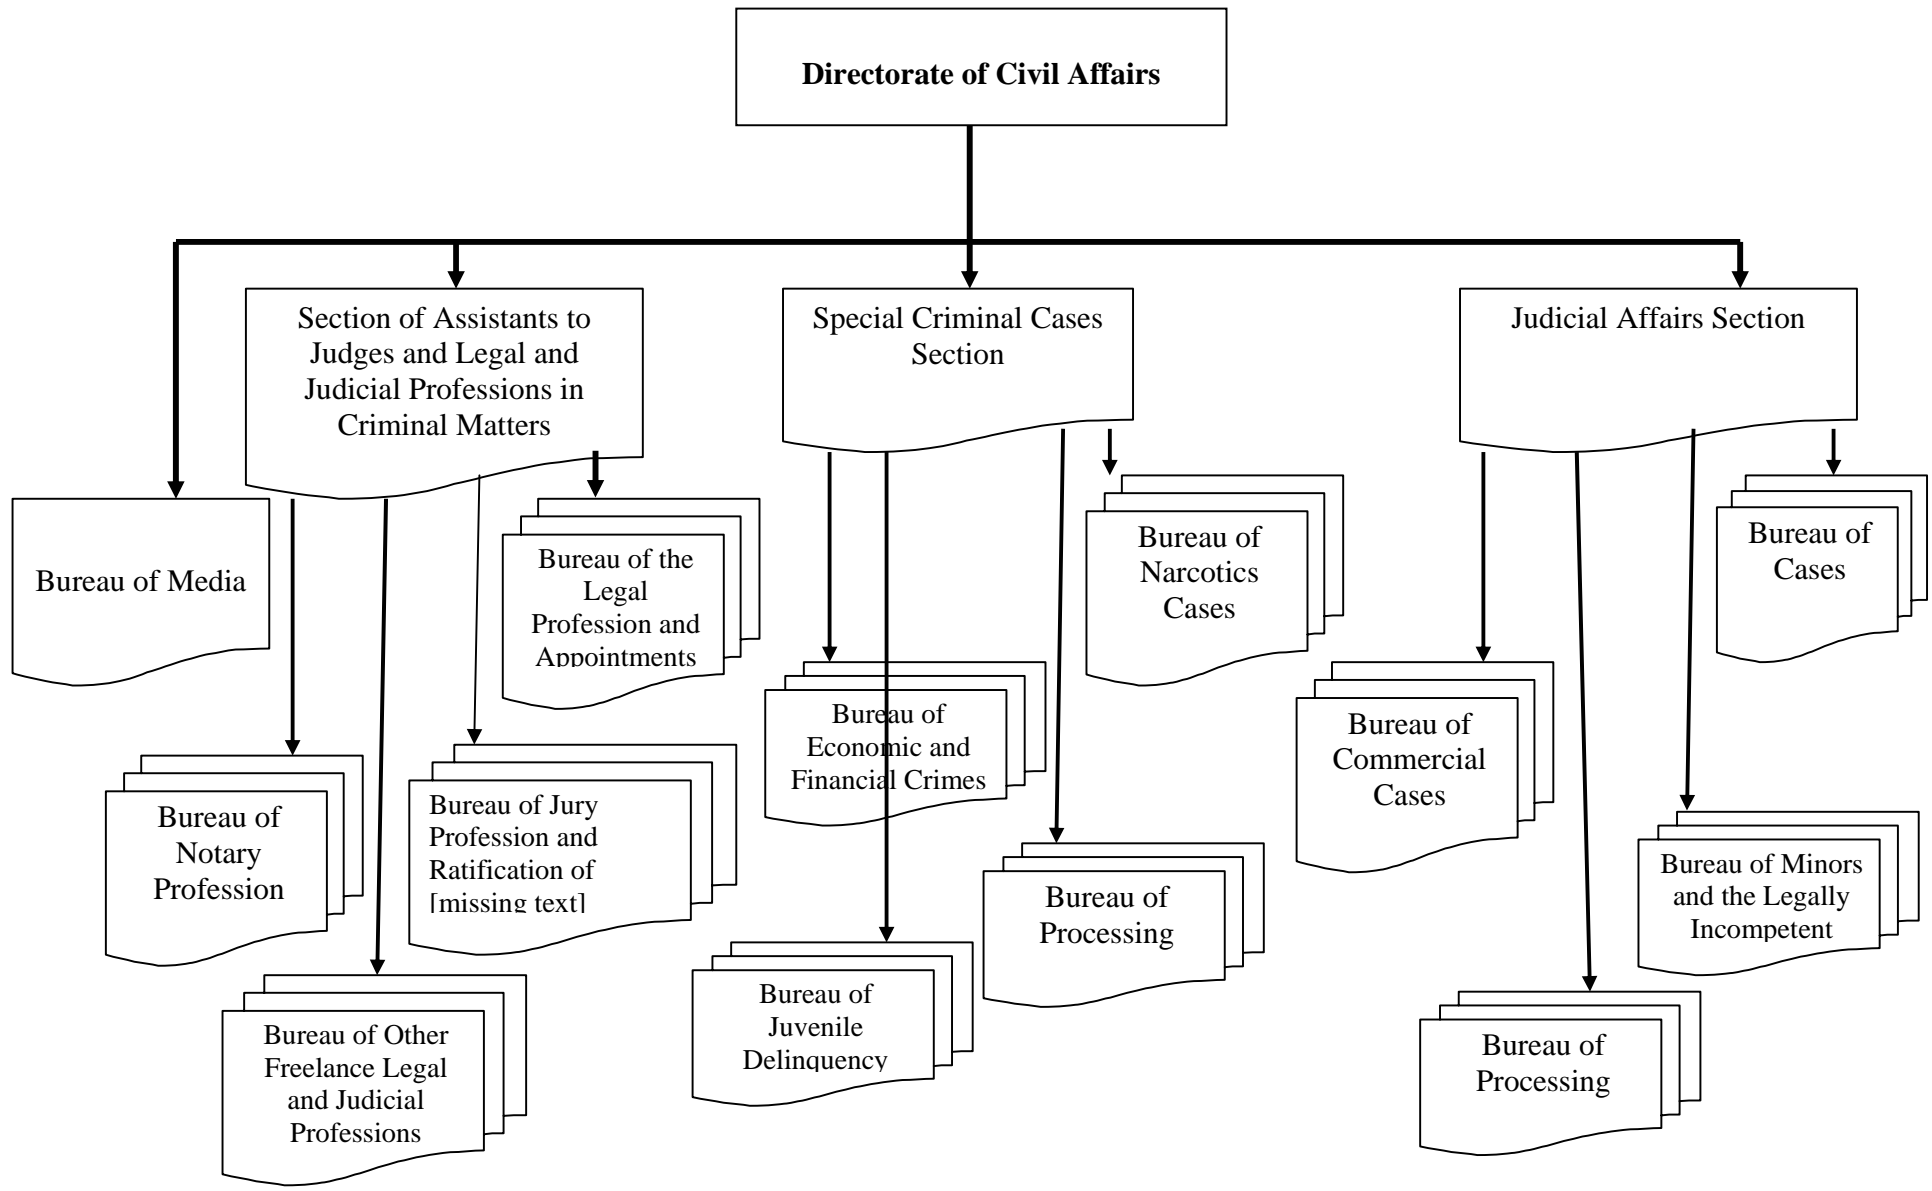 Directorate of Civil Affairs
Section of Assistants to
Judges and Legal and
Judicial Professions in
Criminal Matters
Special Criminal Cases
Section
Judicial Affairs Section
Bureau of Media
Bureau of the
Legal
Profession and
Appointments
Bureau of
Narcotics
Cases
Bureau of
Cases
Bureau of
Notary
Profession
Bureau of Jury
Profession and
Ratification of
[missing text]
Bureau of
Economic and
Financial Crimes
Bureau of
Commercial
Cases
Bureau of Minors
and the Legally
Incompetent
Bureau of
Processing
Bureau of Other
Freelance Legal
and Judicial
Professions
Bureau of
Juvenile
Delinquency
Bureau of
Processing